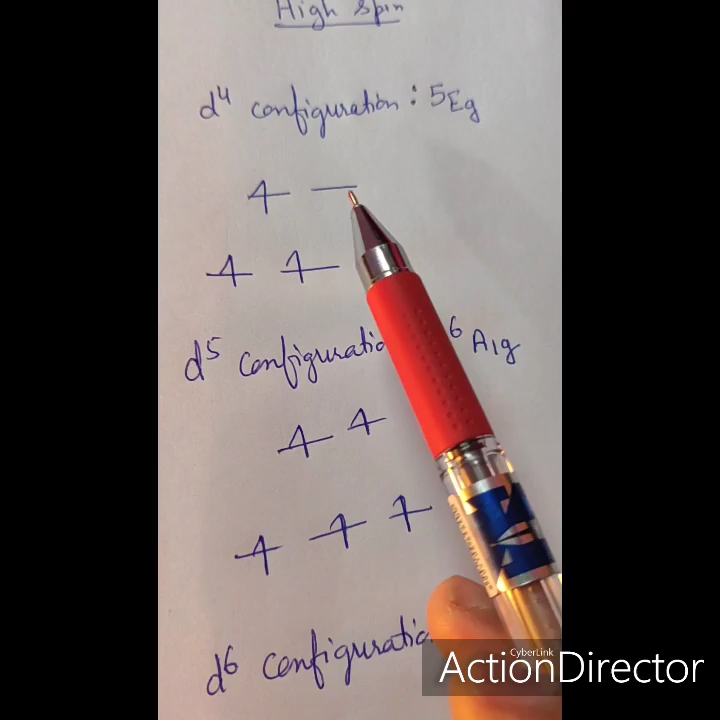 High spin
d⁴ configuration : ⁵Eg
d⁵ configuratio ⁶A₁g
d⁶ configuratio
CyberLink
ActionDirector